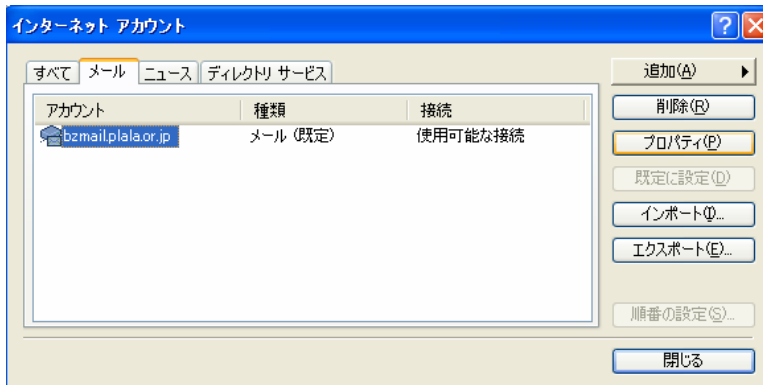 インターネット アカウント
すべて メール ニュース ディレクトリ サービス
アカウント 種類 接続
bzmail.plala.or.jp メール (既定) 使用可能な接続
追加(A)
削除(R)
プロパティ(P)
既定に設定(D)
インポート(I)...
エクスポート(E)...
順番の設定(S)...
閉じる